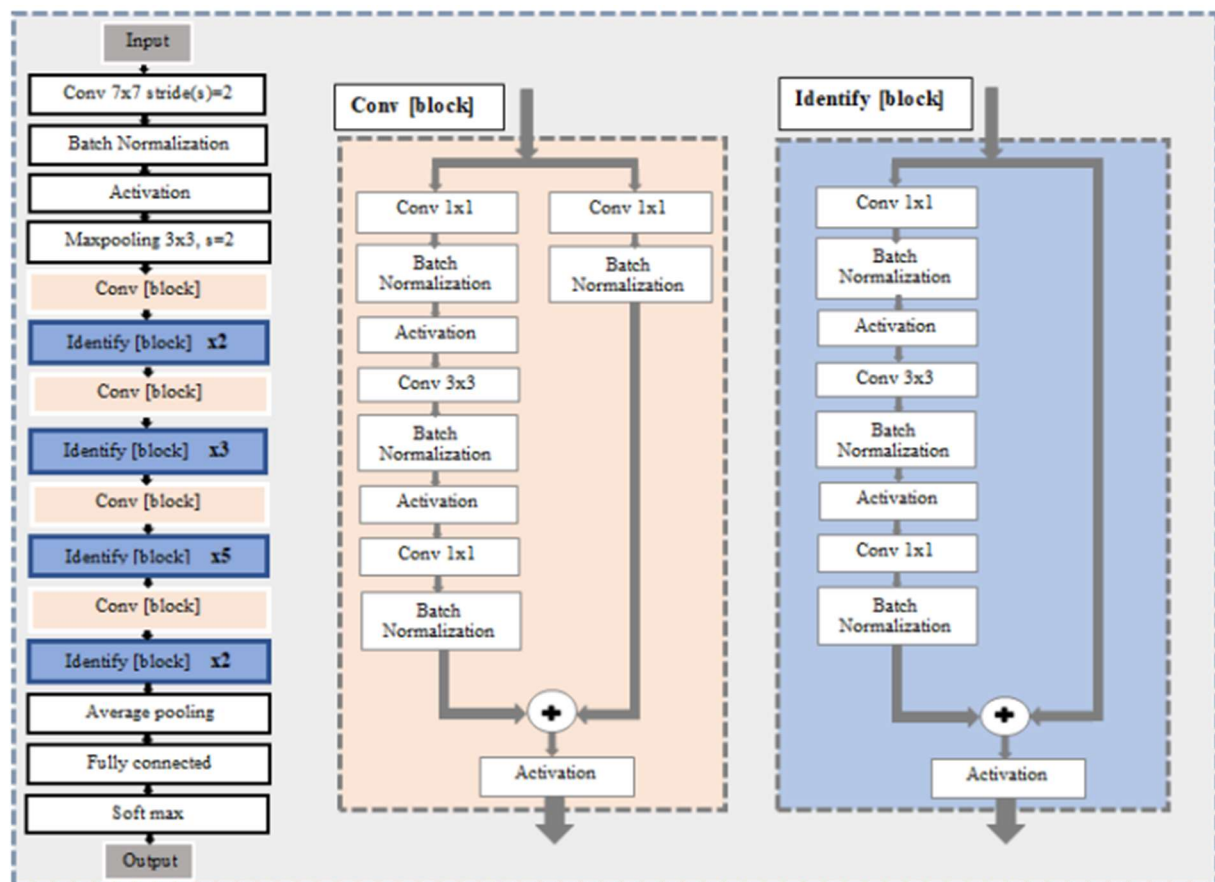 Input
Conv 7x7 stride(s)=2
Batch Normalization
Activation
Maxpooling 3x3, s=2
Conv [block]
Identify [block] x2
Conv [block]
Identify [block] x3
Conv [block]
Identify [block] x5
Conv [block]
Identify [block] x2
Average pooling
Fully connected
Soft max
Output
Conv [block]
Conv 1x1
Batch
Normalization
Activation
Conv 3x3
Batch
Normalization
Activation
Conv 1x1
Batch
Normalization
Conv 1x1
Batch
Normalization
+
Activation
Identify [block]
Conv 1x1
Batch
Normalization
Activation
Conv 3x3
Batch
Normalization
Activation
Conv 1x1
Batch
Normalization
+
Activation